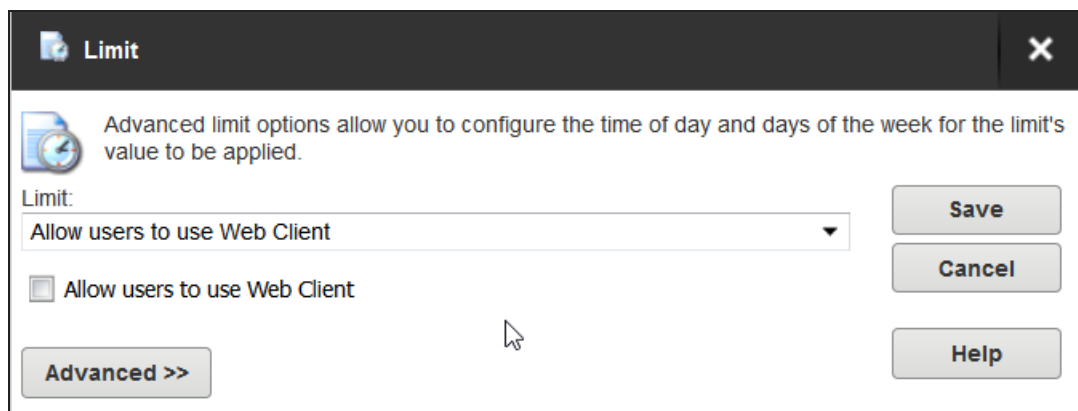 Limit
Advanced limit options allow you to configure the time of day and days of the week for the limit's
value to be applied.
Limit:
Allow users to use Web Client
Save
Cancel
Allow users to use Web Client
Help
Advanced >>